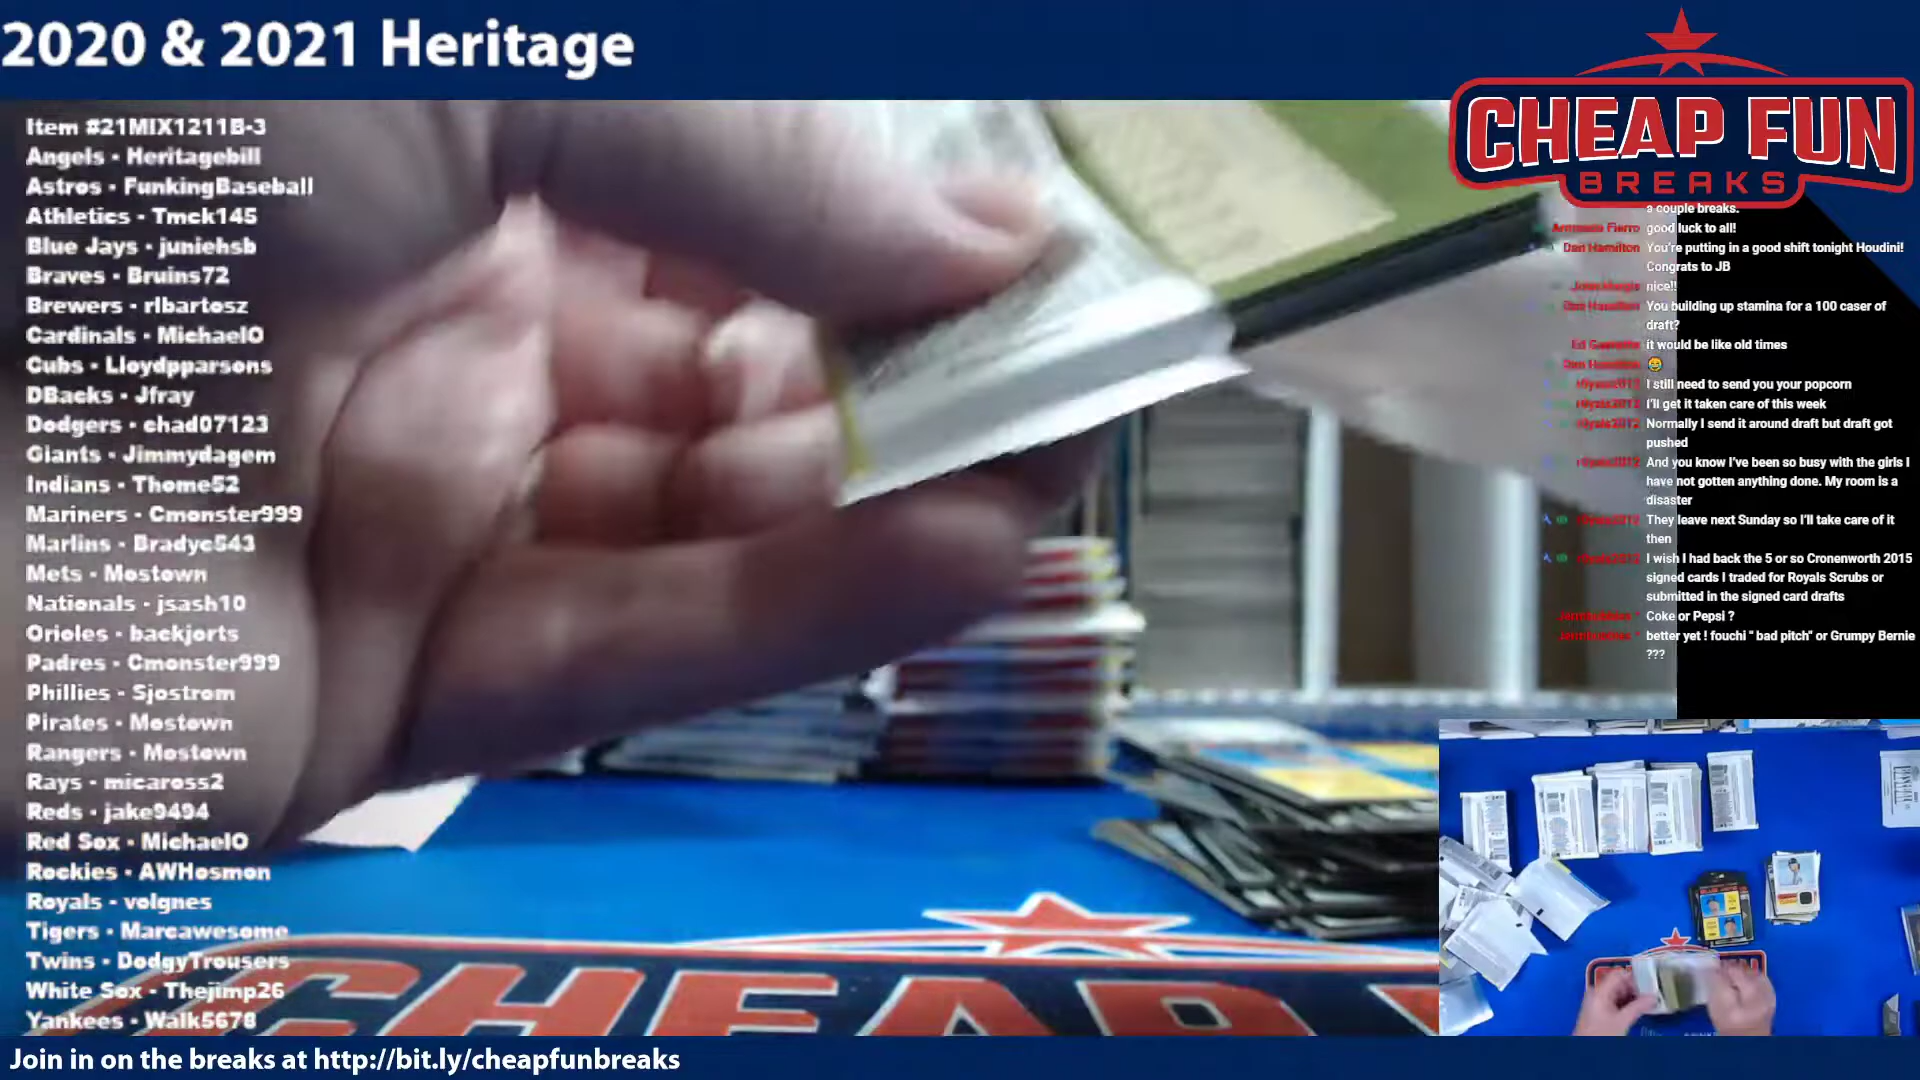 2020 & 2021 Heritage
CHEAP FUN
BREAKS
Item #21MIX1211B-3
Angels - Heritagebill
Astros - FunkingBaseball
Athletics - Tmck145
Blue Jays - juniehsb
Braves - Bruins72
Brewers - rlbartosz
Cardinals - MichaelO
Cubs - Lloydpparsons
DBacks - Jfray
Dodgers - chad07123
Giants - Jimmydagem
Indians - Thome52
Mariners - Cmonster999
Marlins - Bradyc543
Mets - Mostown
Nationals - jsash10
Orioles - backjorts
Padres - Cmonster999
Phillies - Sjostrom
Pirates - Mostown
Rangers - Mostown
Rays - micaross2
Reds - jake9494
Red Sox - MichaelO
Rockies - AWHosmon
Royals - volgnes
Tigers - Marcawesome
Twins - DodgyTrousers
White Sox - Thejimp26
Yankees - Walk5678
a couple breaks.
good luck to all!
Dan Hamilton You're putting in a good shift tonight Houdini!
Congrats to JB
nice!!
Dan Hamilton You building up stamina for a 100 caser of
draft?
it would be like old times
Dan Hamilton 😂
I still need to send you your popcorn
I'll get it taken care of this week
Normally I send it around draft but draft got
pushed
And you know I've been so busy with the girls I
have not gotten anything done. My room is a
disaster
They leave next Sunday so I'll take care of it
then
I wish I had back the 5 or so Cronenworth 2015
signed cards I traded for Royals Scrubs or
submitted in the signed card drafts
Coke or Pepsi ?
better yet ! fouchi " bad pitch" or Grumpy Bernie
???
CHEAP
Join in on the breaks at http://bit.ly/cheapfunbreaks